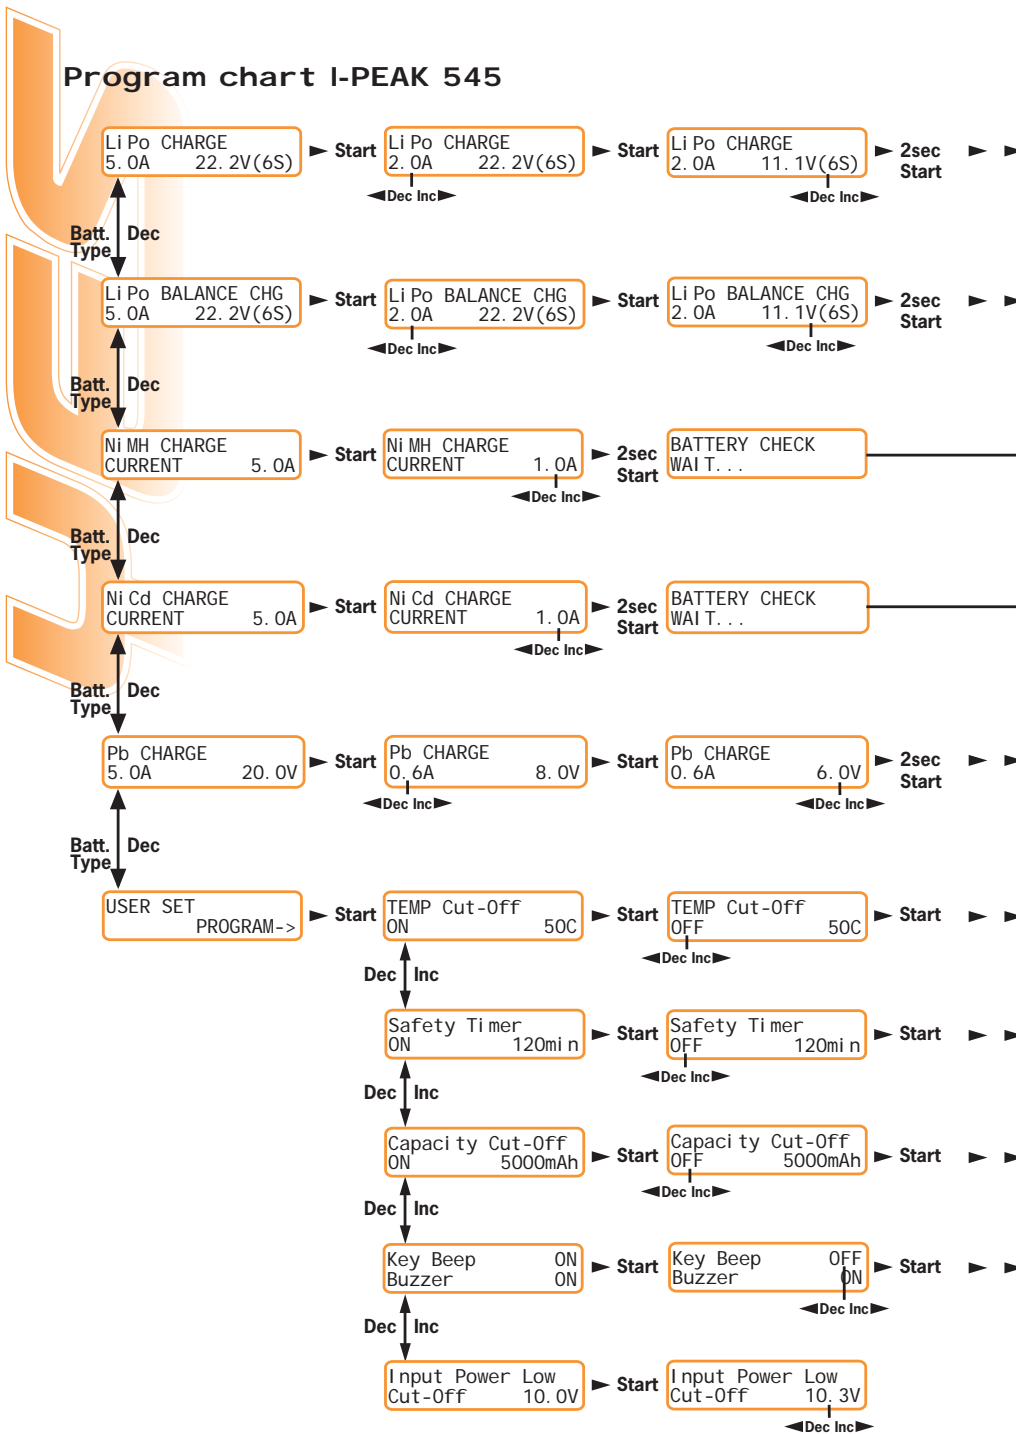 Program chart I-PEAK 545
LiPo CHARGE
5.0A 22.2V(6S)
Start
LiPo CHARGE
2.0A 22.2V(6S)
Dec Inc
Start
LiPo CHARGE
2.0A 11.1V(6S)
Dec Inc
2sec
Start
Batt.
Type
Dec
LiPo BALANCE CHG
5.0A 22.2V(6S)
Start
LiPo BALANCE CHG
2.0A 22.2V(6S)
Dec Inc
Start
LiPo BALANCE CHG
2.0A 11.1V(6S)
Dec Inc
2sec
Start
Batt.
Type
Dec
NiMH CHARGE
CURRENT 5.0A
Start
NiMH CHARGE
CURRENT 1.0A
Dec Inc
2sec
Start
BATTERY CHECK
WAIT...
Batt.
Type
Dec
NiCd CHARGE
CURRENT 5.0A
Start
NiCd CHARGE
CURRENT 1.0A
Dec Inc
2sec
Start
BATTERY CHECK
WAIT...
Batt.
Type
Dec
Pb CHARGE
5.0A 20.0V
Start
Pb CHARGE
0.6A 8.0V
Dec Inc
Start
Pb CHARGE
0.6A 6.0V
Dec Inc
2sec
Start
Batt.
Type
Dec
USER SET
PROGRAM->
Start
TEMP Cut-Off
ON 50C
Start
TEMP Cut-Off
OFF 50C
Dec Inc
Start
Dec Inc
Safety Timer
ON 120min
Start
Safety Timer
OFF 120min
Dec Inc
Start
Dec Inc
Capacity Cut-Off
ON 5000mAh
Start
Capacity Cut-Off
OFF 5000mAh
Dec Inc
Start
Dec Inc
Key Beep ON
Buzzer ON
Start
Key Beep OFF
Buzzer ON
Dec Inc
Start
Dec Inc
Input Power Low
Cut-Off 10.0V
Start
Input Power Low
Cut-Off 10.3V
Dec Inc